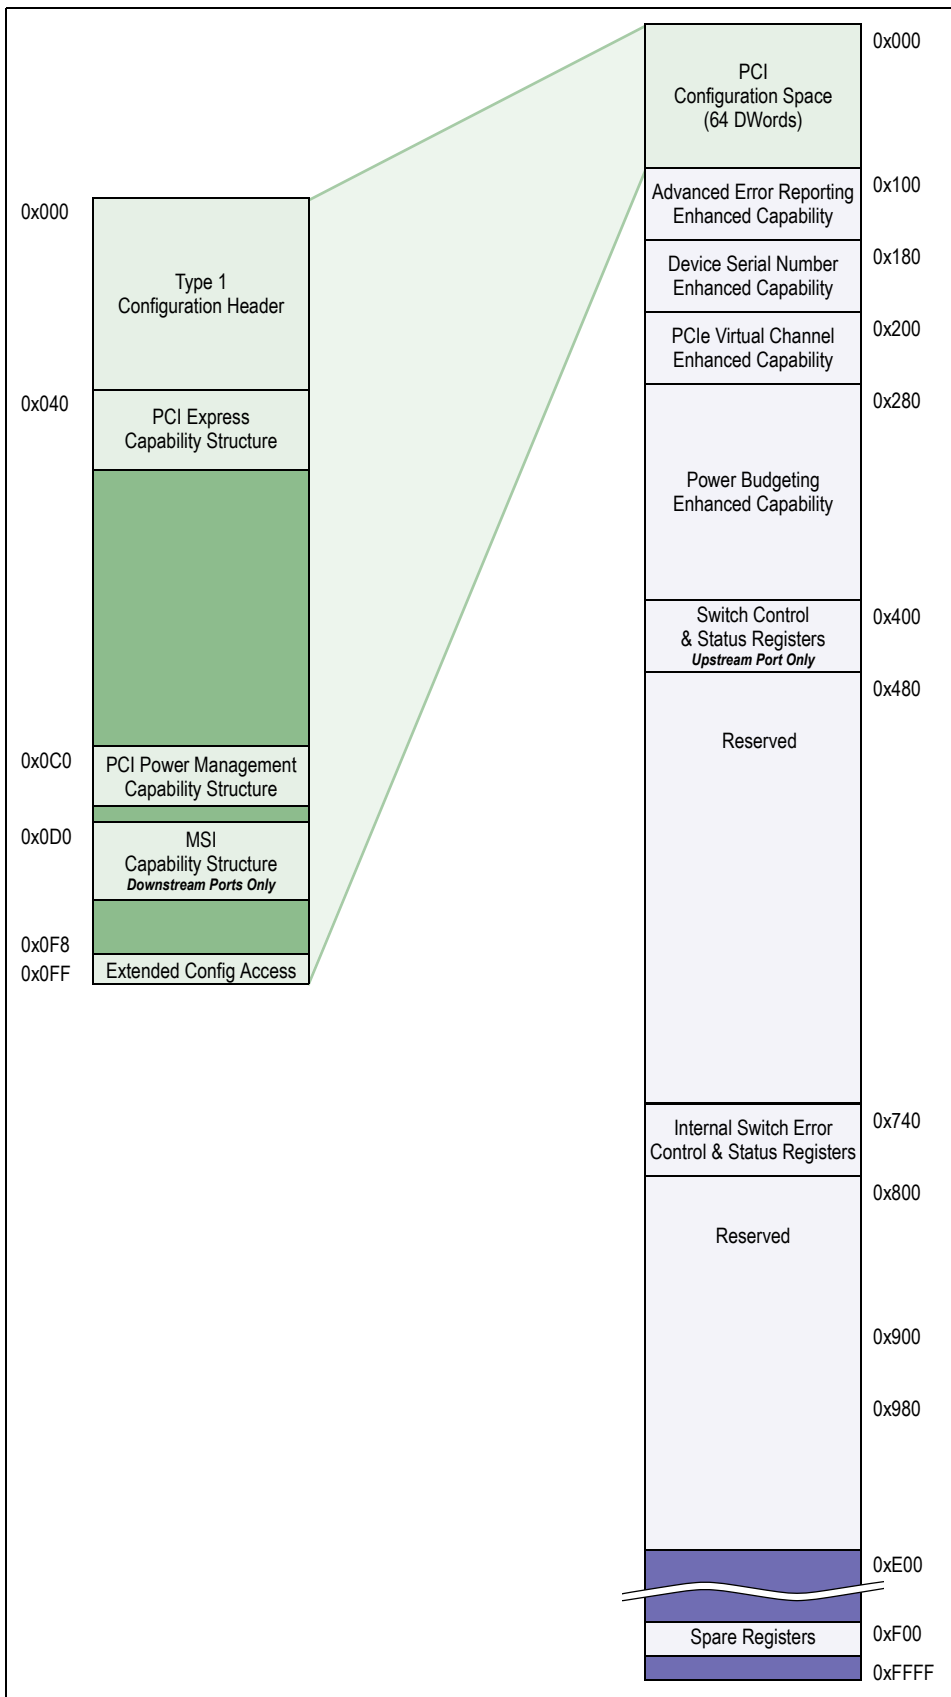 0x000
Type 1
Configuration Header
0x040
PCI Express
Capability Structure
0x0C0
PCI Power Management
Capability Structure
0x0D0
MSI
Capability Structure
Downstream Ports Only
0x0F8
0x0FF
Extended Config Access
0x000
PCI
Configuration Space
(64 DWords)
0x100
Advanced Error Reporting
Enhanced Capability
0x180
Device Serial Number
Enhanced Capability
0x200
PCIe Virtual Channel
Enhanced Capability
0x280
Power Budgeting
Enhanced Capability
0x400
Switch Control
& Status Registers
Upstream Port Only
0x480
Reserved
0x740
Internal Switch Error
Control & Status Registers
0x800
Reserved
0x900
0x980
0xE00
0xF00
Spare Registers
0xFFFF